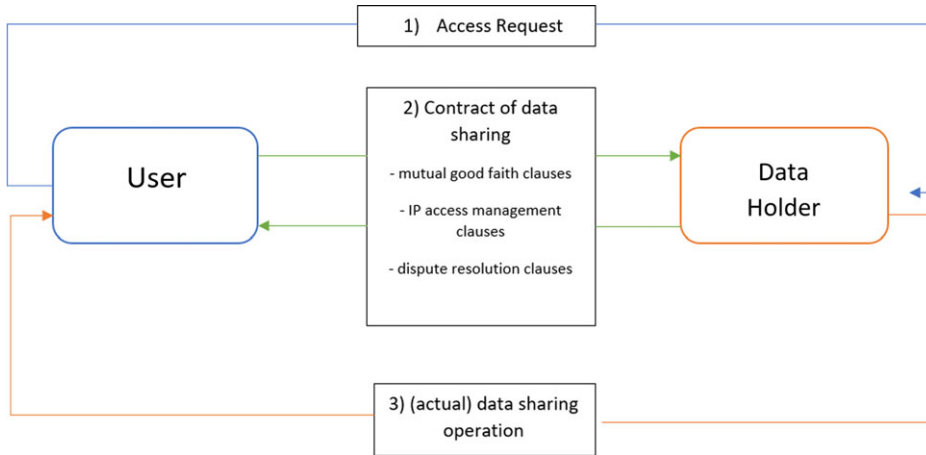 1) Access Request
2) Contract of data
sharing
- mutual good faith clauses
- IP access management
clauses
- dispute resolution clauses
User
Data
Holder
3) (actual) data sharing
operation